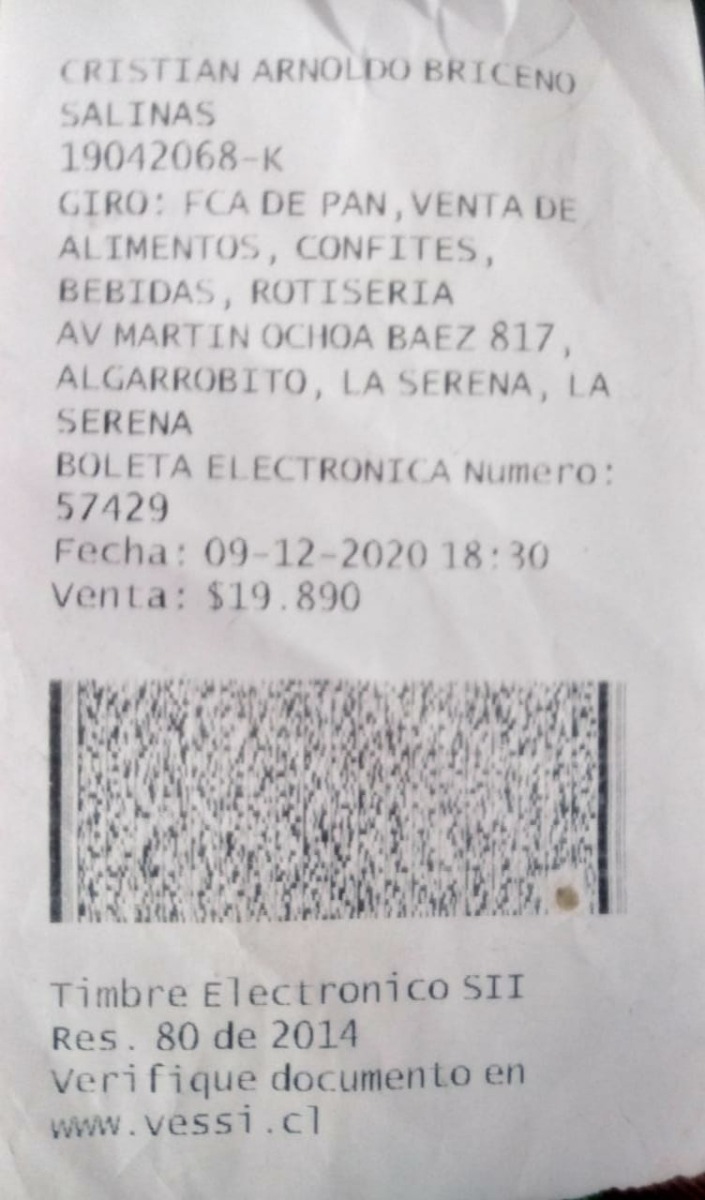 CRISTIAN ARNOLDO BRICENO
SALINAS
19042068-K
GIRO: FCA DE PAN,VENTA DE
ALIMENTOS, CONFITES,
BEBIDAS, ROTISERIA
AV MARTIN OCHOA BAEZ 817,
ALGARROBITO, LA SERENA, LA
SERENA
BOLETA ELECTRONICA Numero:
57429
Fecha: 09-12-2020 18:30
Venta: $19.890
Timbre Electronico SII
Res. 80 de 2014
Verifique documento en
www.vessi.cl